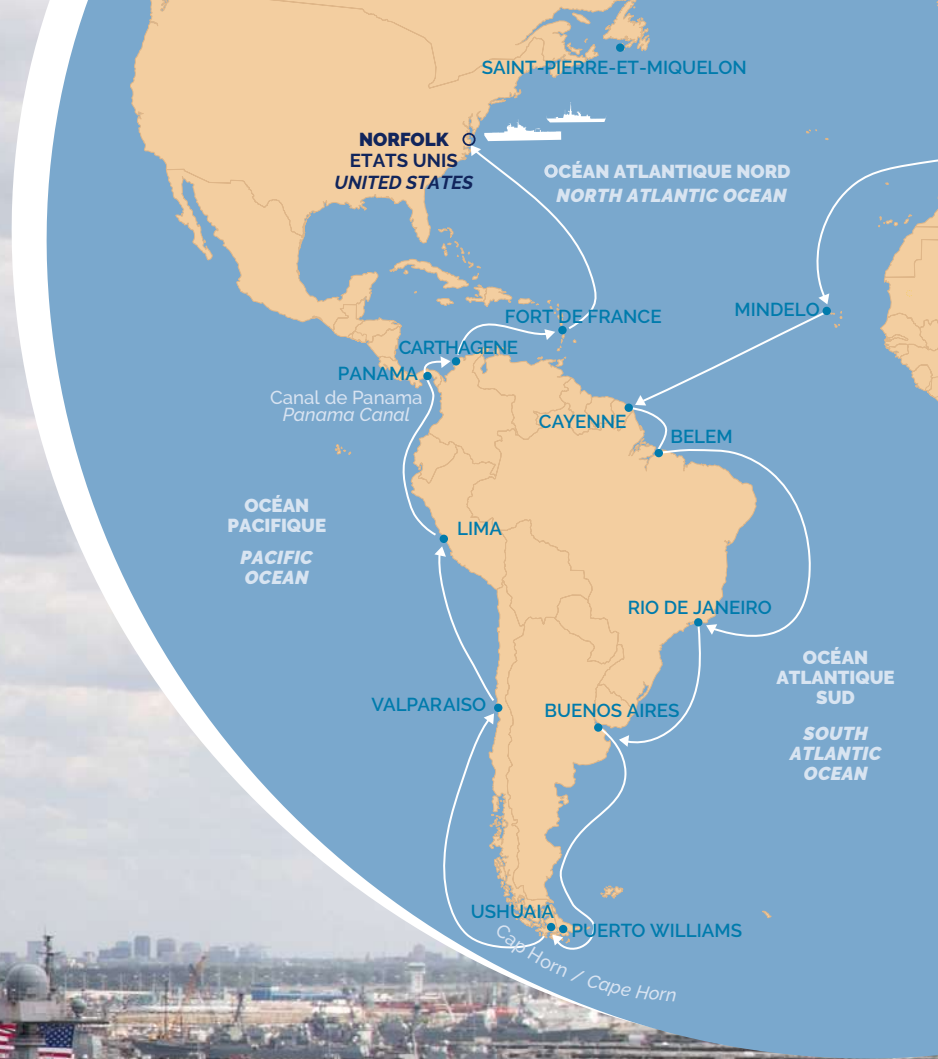 SAINT-PIERRE-ET-MIQUELON
NORFOLK
ETATS UNIS
UNITED STATES
OCÉAN ATLANTIQUE NORD
NORTH ATLANTIC OCEAN
MINDELO
FORT DE FRANCE
CARTHAGENE
PANAMA
Canal de Panama
Panama Canal
CAYENNE
BELEM
OCÉAN
PACIFIQUE
PACIFIC
OCEAN
LIMA
RIO DE JANEIRO
OCÉAN
ATLANTIQUE
SUD
SOUTH
ATLANTIC
OCEAN
VALPARAISO
BUENOS AIRES
USHUAIA
PUERTO WILLIAMS
Cap Horn / Cape Horn